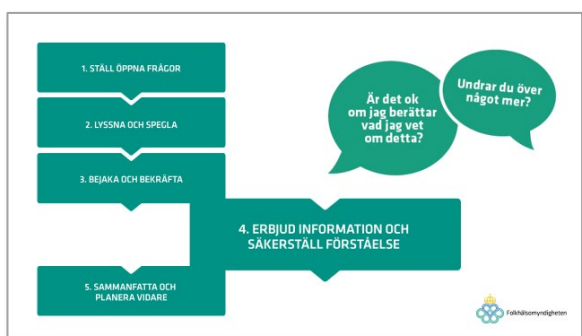 1. STÄLL ÖPPNA FRÅGOR
2. LYSSNA OCH SPEGLA
3. BEJAKA OCH BEKRÄFTA
4. ERBJUD INFORMATION OCH
SÄKERSTÄLL FÖRSTÅELSE
5. SAMMANFATTA OCH
PLANERA VIDARE
Är det ok
om jag berättar
vad jag vet
om detta?
Undrar du över
något mer?
Folkhälsomyndigheten